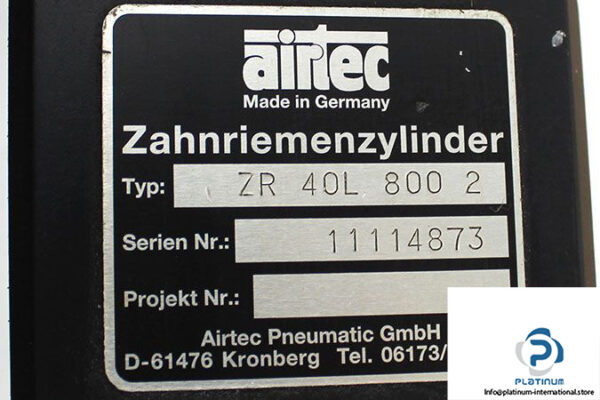 airtec
Made in Germany
Zahnriemenzylinder
Typ: ZR 40L 800 2
Serien Nr.: 11114873
Projekt Nr.:
Airtec Pneumatic GmbH
D-61476 Kronberg Tel. 06173/
PLATINUM
Info@platinum-international.store